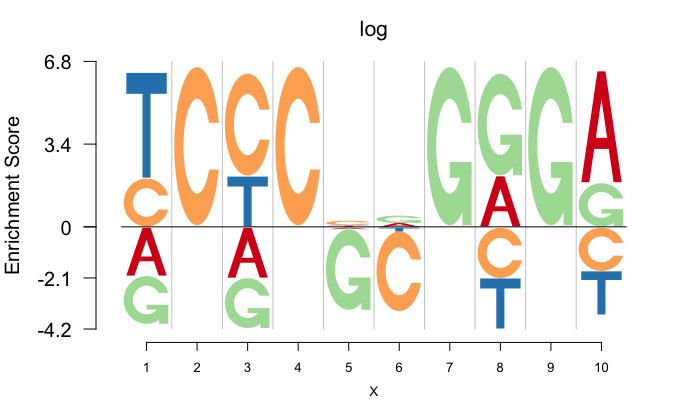 log
Enrichment Score
6.8
3.4
0
-2.1
-4.2
T C C C C G G G G A
C T G C A G
A A C C
G G T T
1 2 3 4 5 6 7 8 9 10
X